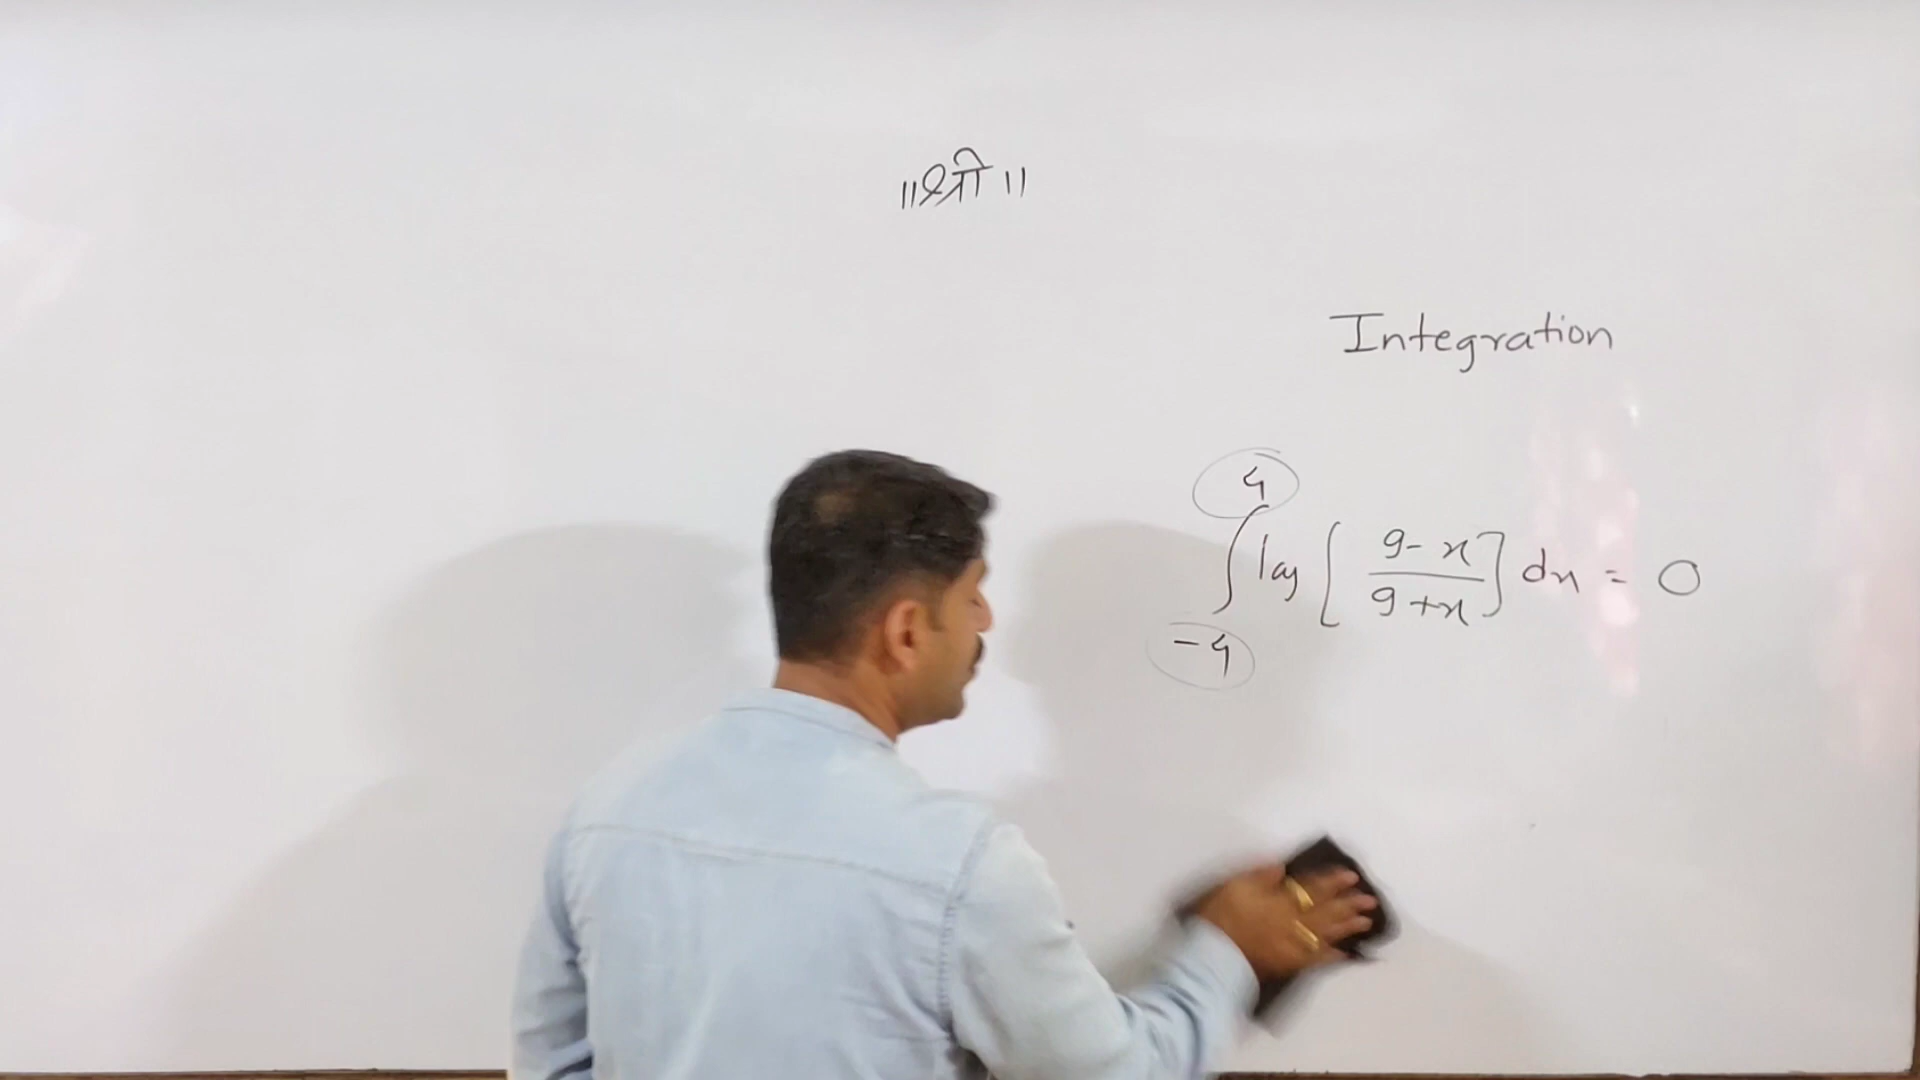 ॥श्री॥
Integration
4
∫ log [ 9-x / 9+x ] dx = 0
-4